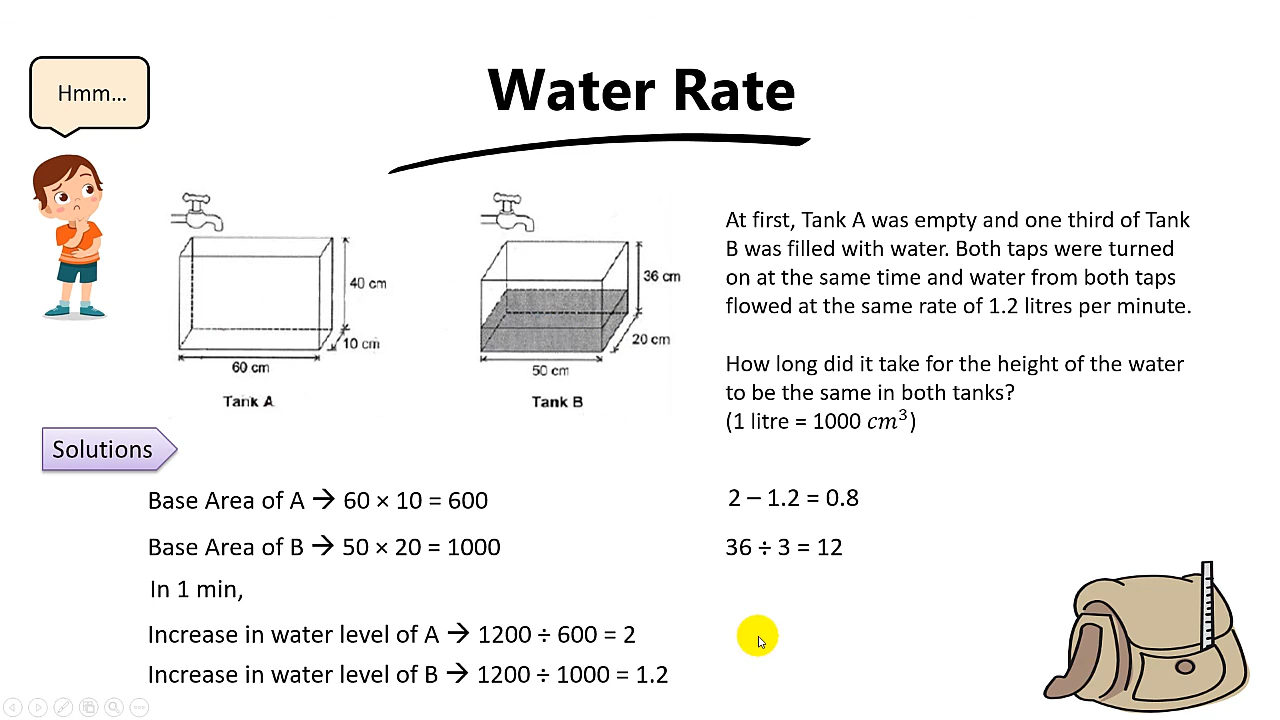 Hmm...
Water Rate
40 cm
10 cm
60 cm
Tank A
36 cm
20 cm
50 cm
Tank B
At first, Tank A was empty and one third of Tank
B was filled with water. Both taps were turned
on at the same time and water from both taps
flowed at the same rate of 1.2 litres per minute.
How long did it take for the height of the water
to be the same in both tanks?
(1 litre = 1000 cm³)
Solutions
Base Area of A → 60 × 10 = 600
Base Area of B → 50 × 20 = 1000
In 1 min,
Increase in water level of A → 1200 ÷ 600 = 2
Increase in water level of B → 1200 ÷ 1000 = 1.2
2 – 1.2 = 0.8
36 ÷ 3 = 12